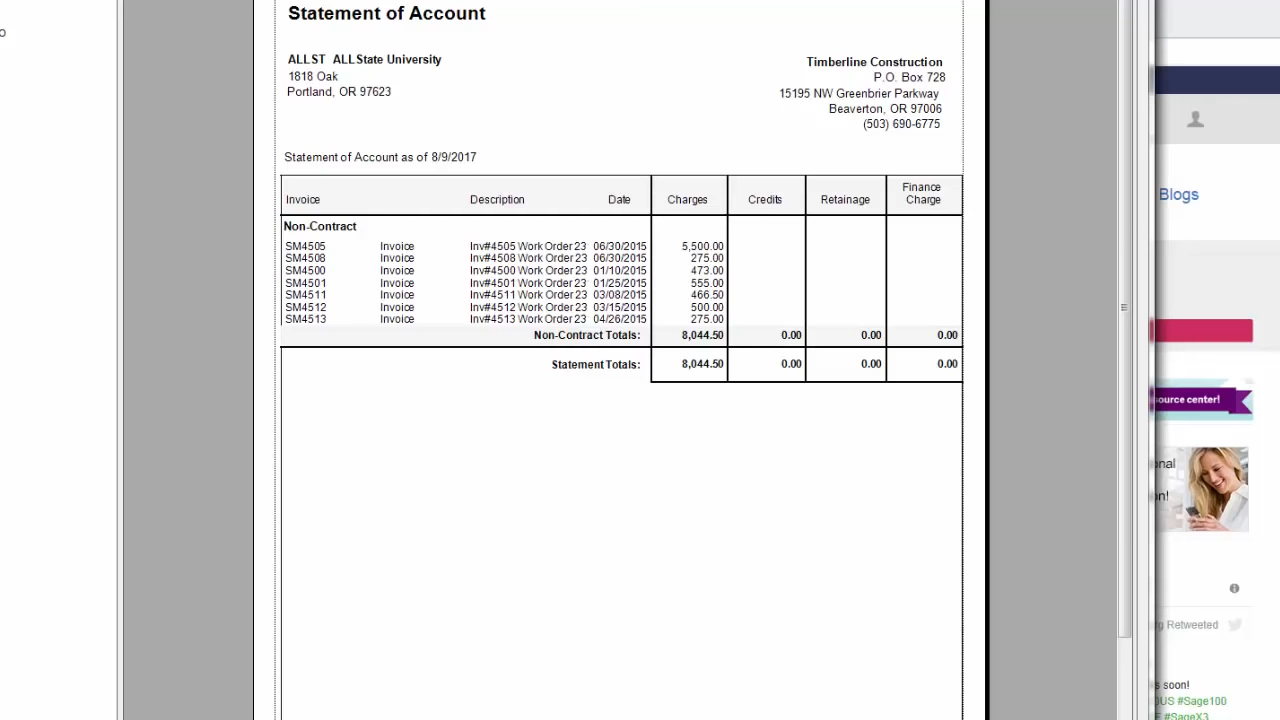 o
Statement of Account
ALLST ALLState University
1818 Oak
Portland, OR 97623
Timberline Construction
P.O. Box 728
15195 NW Greenbrier Parkway
Beaverton, OR 97006
(503) 690-6775
Statement of Account as of 8/9/2017
Invoice Description Date Charges Credits Retainage Finance Charge
Non-Contract
SM4505 Invoice Inv#4505 Work Order 23 06/30/2015 5,500.00
SM4508 Invoice Inv#4508 Work Order 23 06/30/2015 275.00
SM4500 Invoice Inv#4500 Work Order 23 01/10/2015 473.00
SM4501 Invoice Inv#4501 Work Order 23 01/25/2015 555.00
SM4511 Invoice Inv#4511 Work Order 23 03/08/2015 466.50
SM4512 Invoice Inv#4512 Work Order 23 03/15/2015 500.00
SM4513 Invoice Inv#4513 Work Order 23 04/26/2015 275.00
Non-Contract Totals: 8,044.50 0.00 0.00 0.00
Statement Totals: 8,044.50 0.00 0.00 0.00
Blogs
source center!
onal
on!
rg Retweeted
s soon!
OUS #Sage100
#SageX3